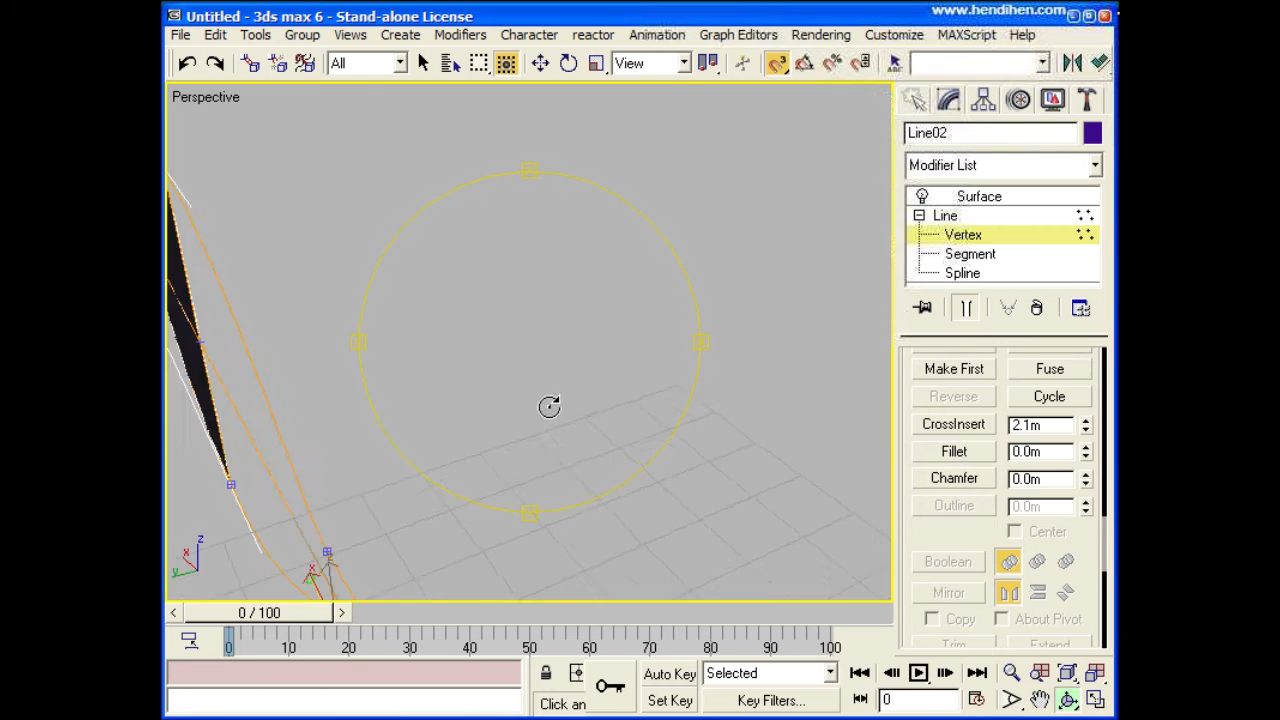 www.hendihen.com
Untitled - 3ds max 6 - Stand-alone License
File Edit Tools Group Views Create Modifiers Character reactor Animation Graph Editors Rendering Customize MAXScript Help
All View
Perspective
Line02
Modifier List
Surface
Line
Vertex
Segment
Spline
Make First Fuse
Reverse Cycle
CrossInsert 2.1m
Fillet 0.0m
Chamfer 0.0m
Outline 0.0m
Center
Boolean
Mirror
Copy About Pivot
Trim Extend
z
x
y
x
< 0 / 100 >
0 10 20 30 40 50 60 70 80 90 100
Auto Key Selected
Click an Set Key Key Filters... 0